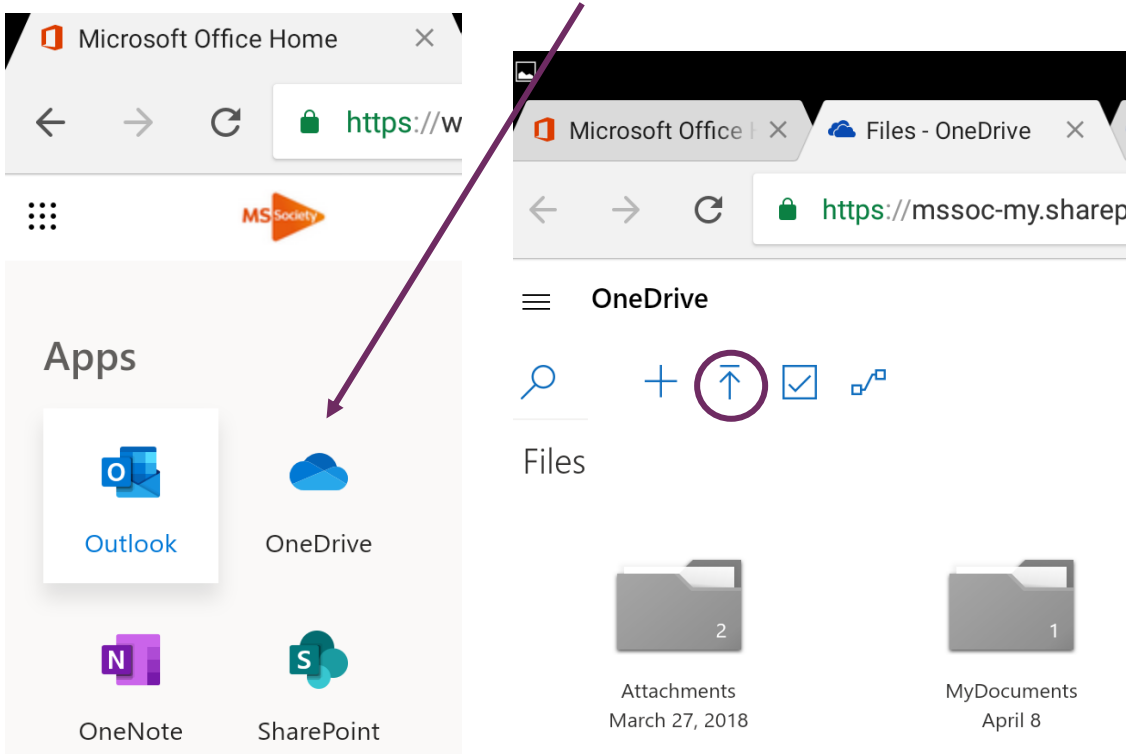 Microsoft Office Home
https://w
MS Society
Apps
Outlook
OneDrive
OneNote
SharePoint
Microsoft Office H
Files - OneDrive
https://mssoc-my.sharep
OneDrive
Files
2
1
Attachments
March 27, 2018
MyDocuments
April 8